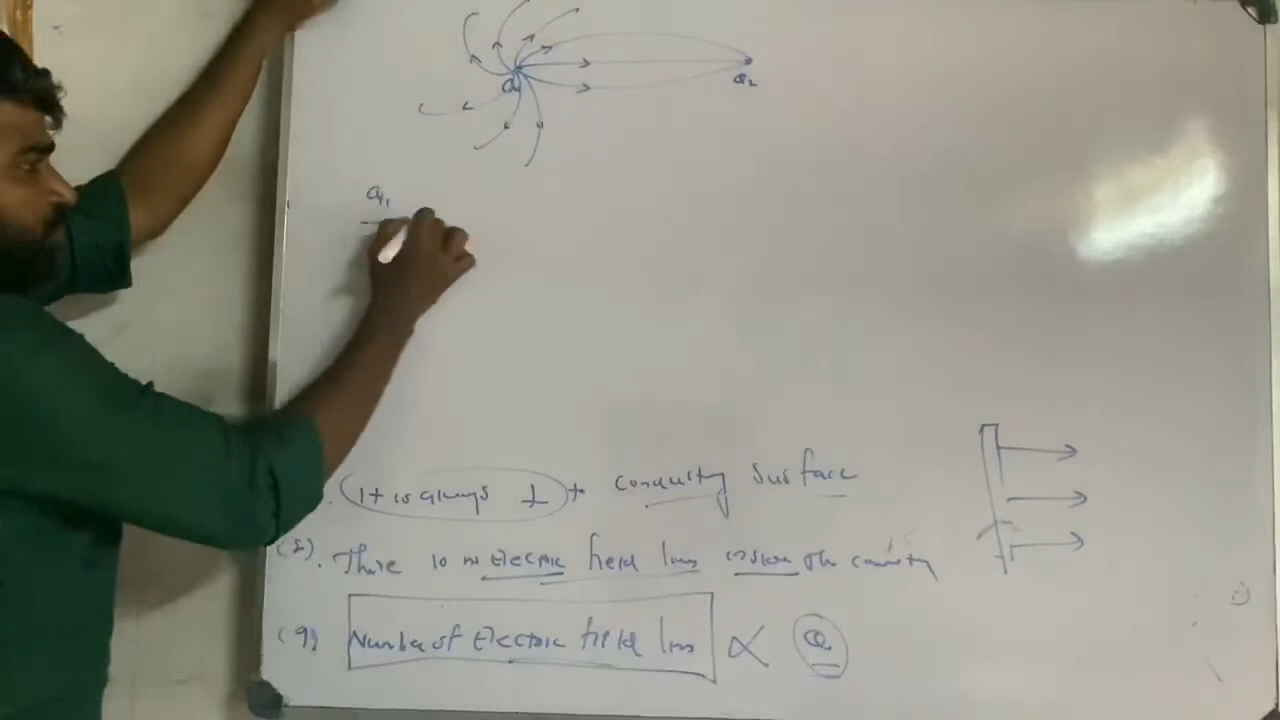 Q Q2
Q1
. It is always ⊥ to conducting surface
(8). There is no Electric field lines inside the cavity
(9) Number of Electric field lines ∝ Q